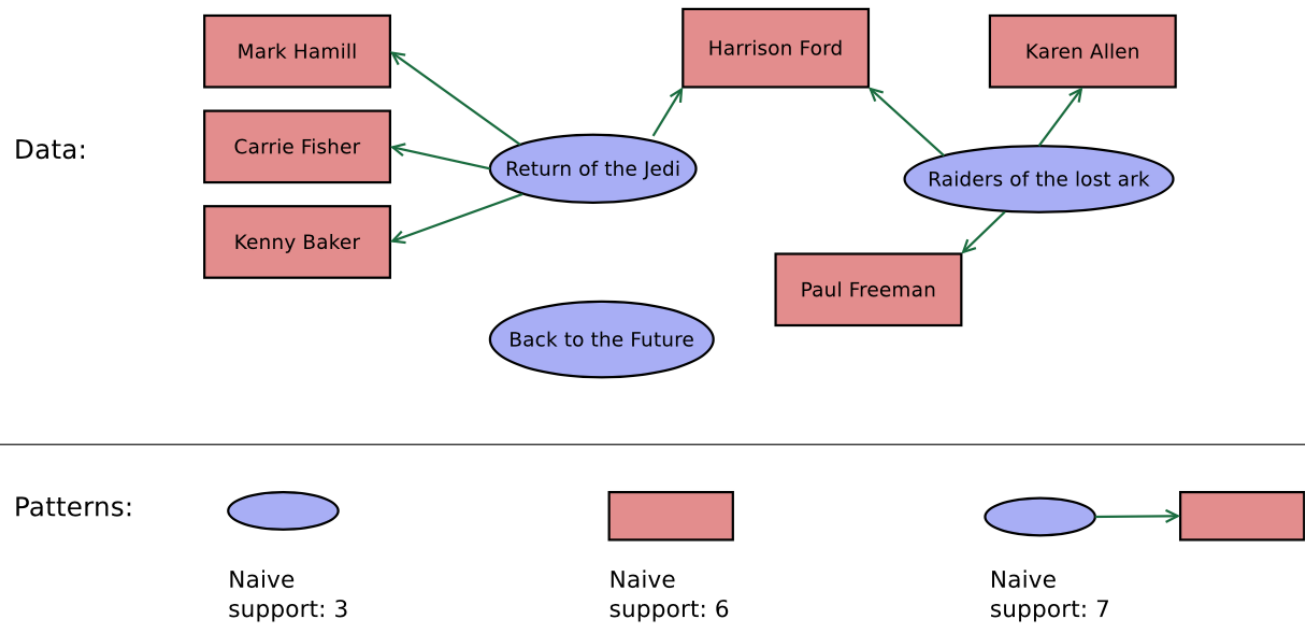 Data:
Mark Hamill
Harrison Ford
Karen Allen
Carrie Fisher
Return of the Jedi
Raiders of the lost ark
Kenny Baker
Paul Freeman
Back to the Future
Patterns:
Naive
support: 3
Naive
support: 6
Naive
support: 7